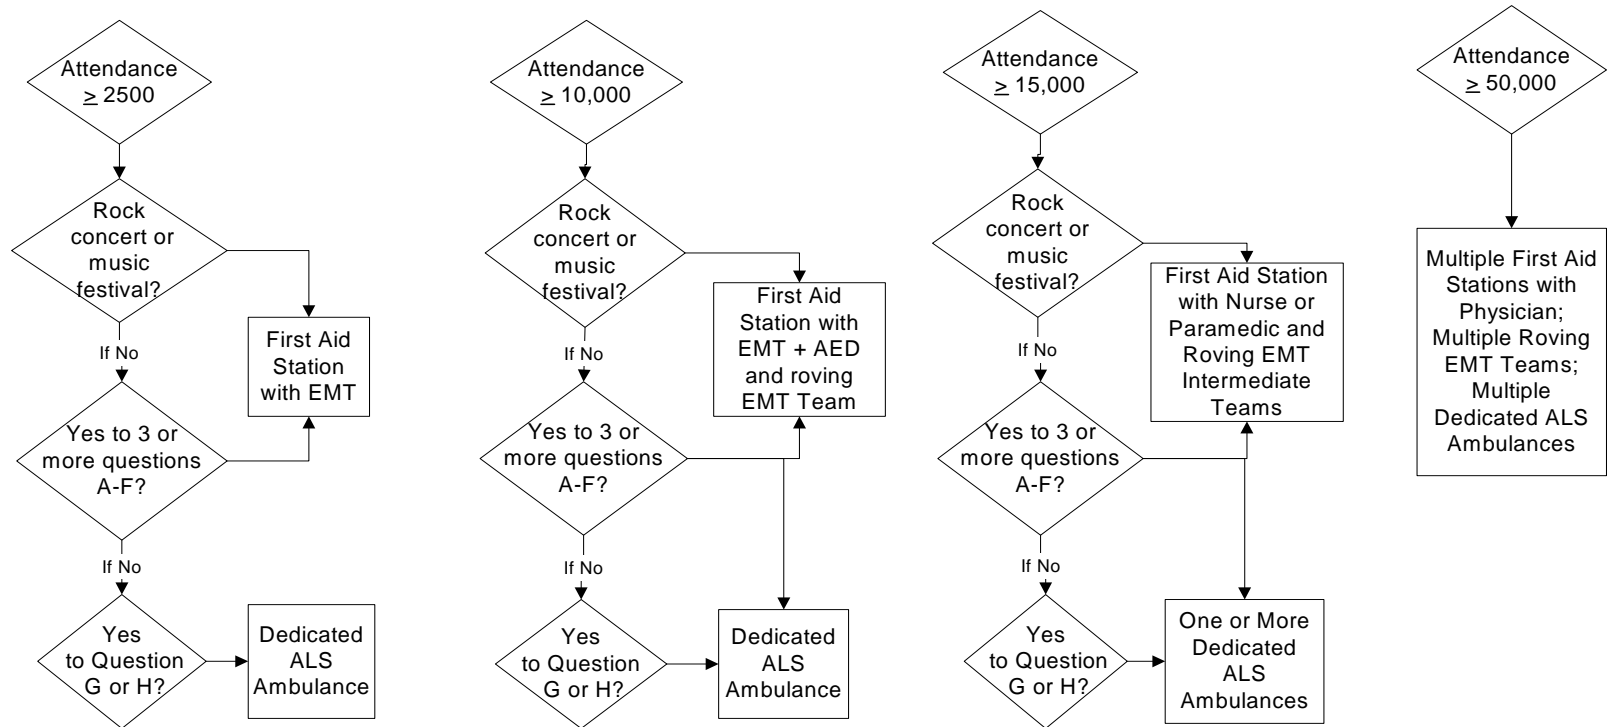 Attendance
≥ 2500
Rock
concert or
music
festival?
If No
First Aid
Station
with EMT
Yes to 3 or
more questions
A-F?
If No
Yes
to Question
G or H?
Dedicated
ALS
Ambulance
Attendance
≥ 10,000
Rock
concert or
music
festival?
If No
First Aid
Station with
EMT + AED
and roving
EMT Team
Yes to 3 or
more questions
A-F?
If No
Yes
to Question
G or H?
Dedicated
ALS
Ambulance
Attendance
≥ 15,000
Rock
concert or
music
festival?
If No
First Aid Station
with Nurse or
Paramedic and
Roving EMT
Intermediate
Teams
Yes to 3 or
more questions
A-F?
If No
Yes
to Question
G or H?
One or More
Dedicated
ALS
Ambulances
Attendance
≥ 50,000
Multiple First Aid
Stations with
Physician;
Multiple Roving
EMT Teams;
Multiple
Dedicated ALS
Ambulances